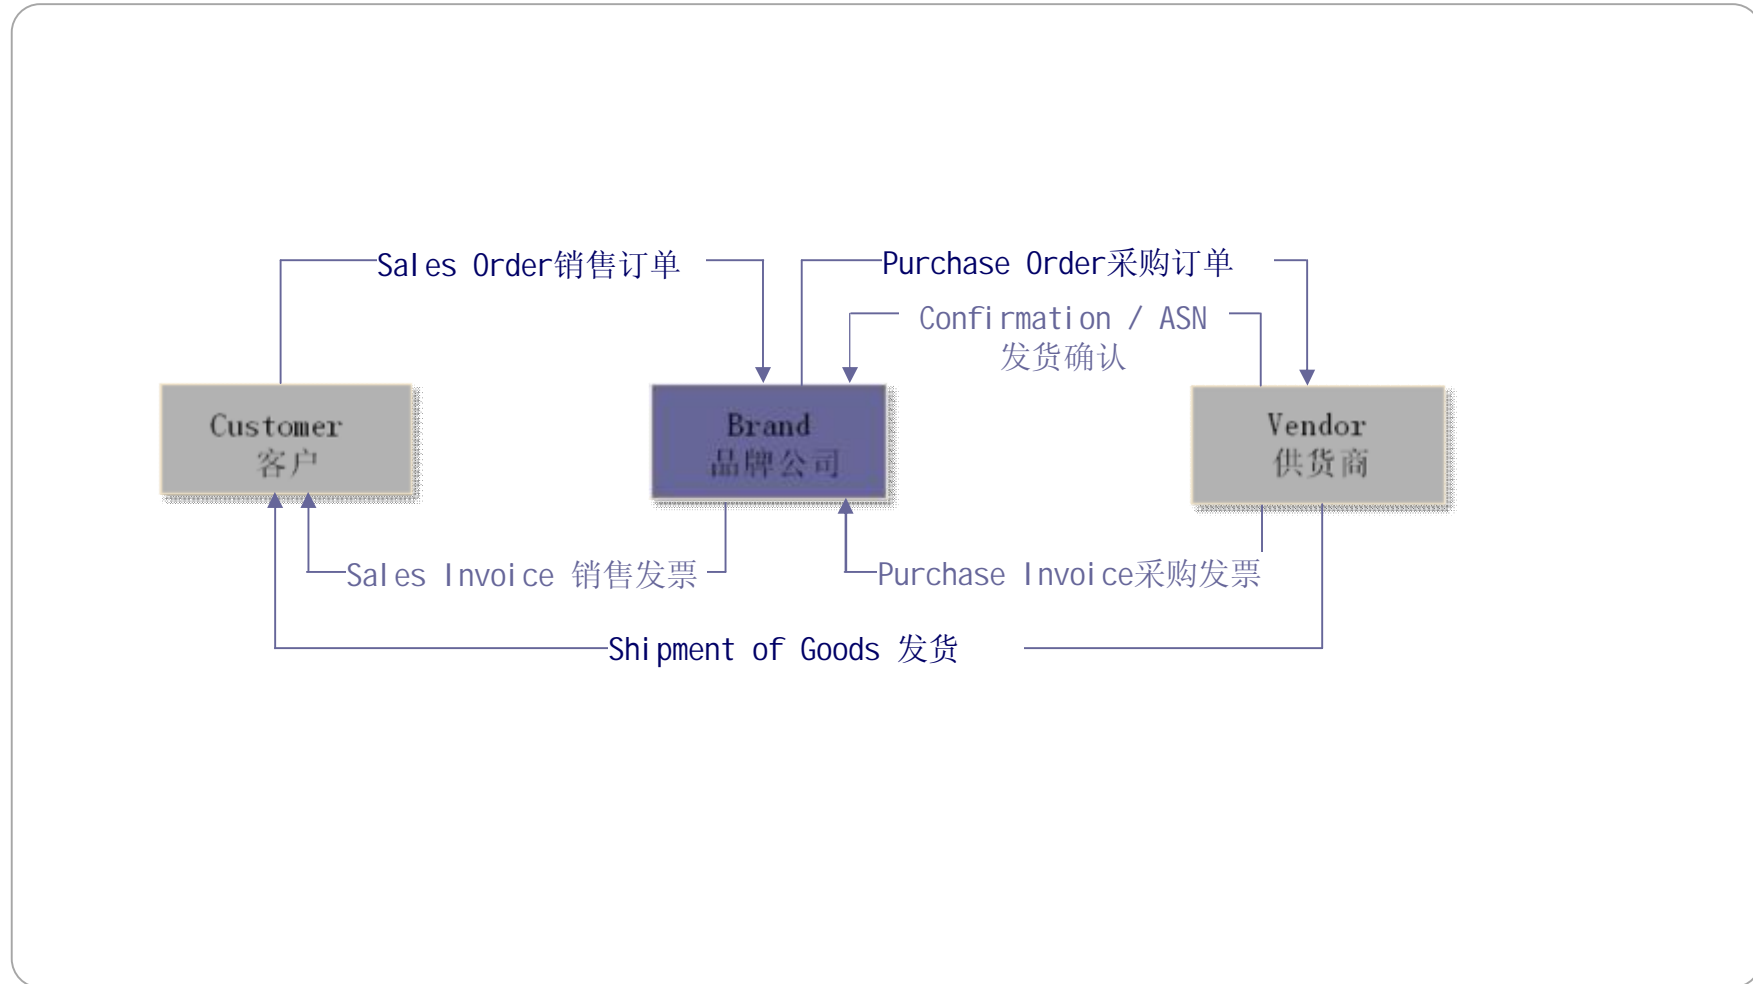 Sales Order销售订单
Purchase Order采购订单
Confirmation / ASN
发货确认
Customer
客户
Brand
品牌公司
Vendor
供货商
Sales Invoice 销售发票
Purchase Invoice采购发票
Shipment of Goods 发货